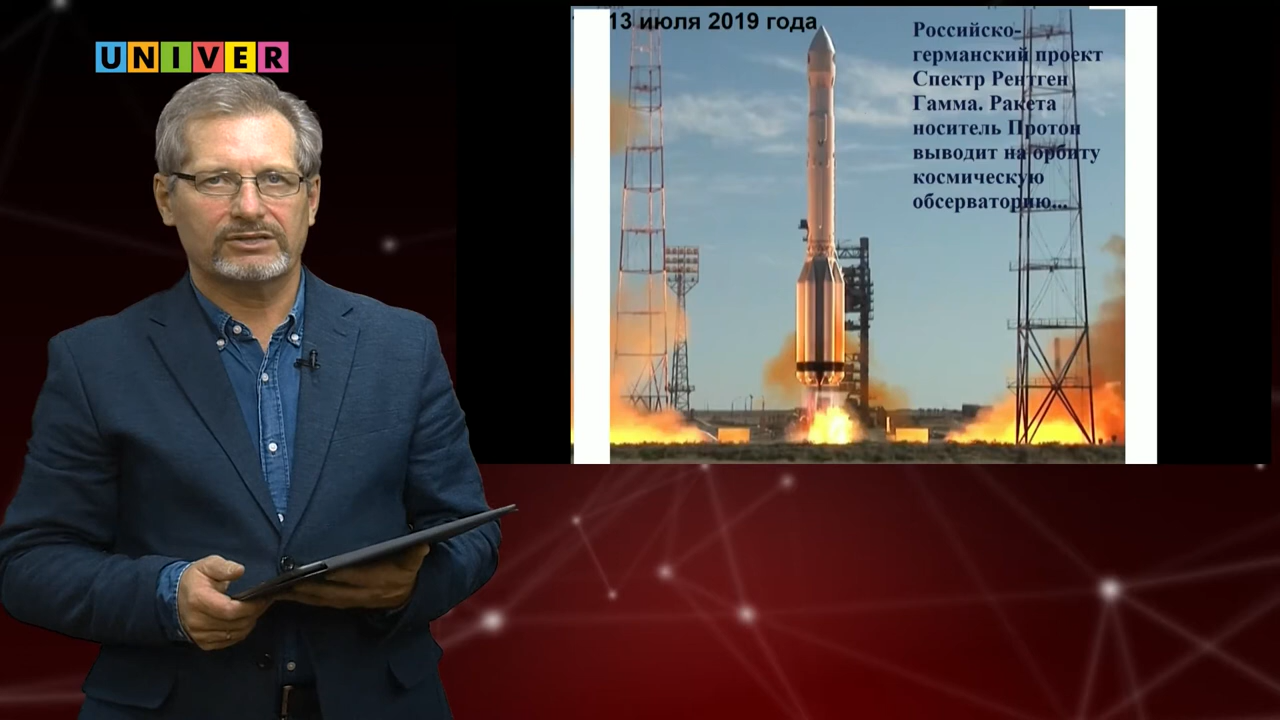 UNIVER
13 июля 2019 года
Российско-
германский проект
Спектр Рентген
Гамма. Ракета
носитель Протон
выводит на орбиту
космическую
обсерваторию...